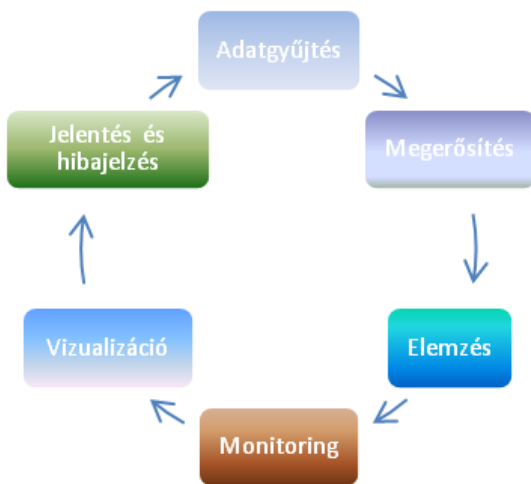 Adatgyűjtés
Megerősítés
Elemzés
Monitoring
Vizualizáció
Jelentés és
hibajelzés